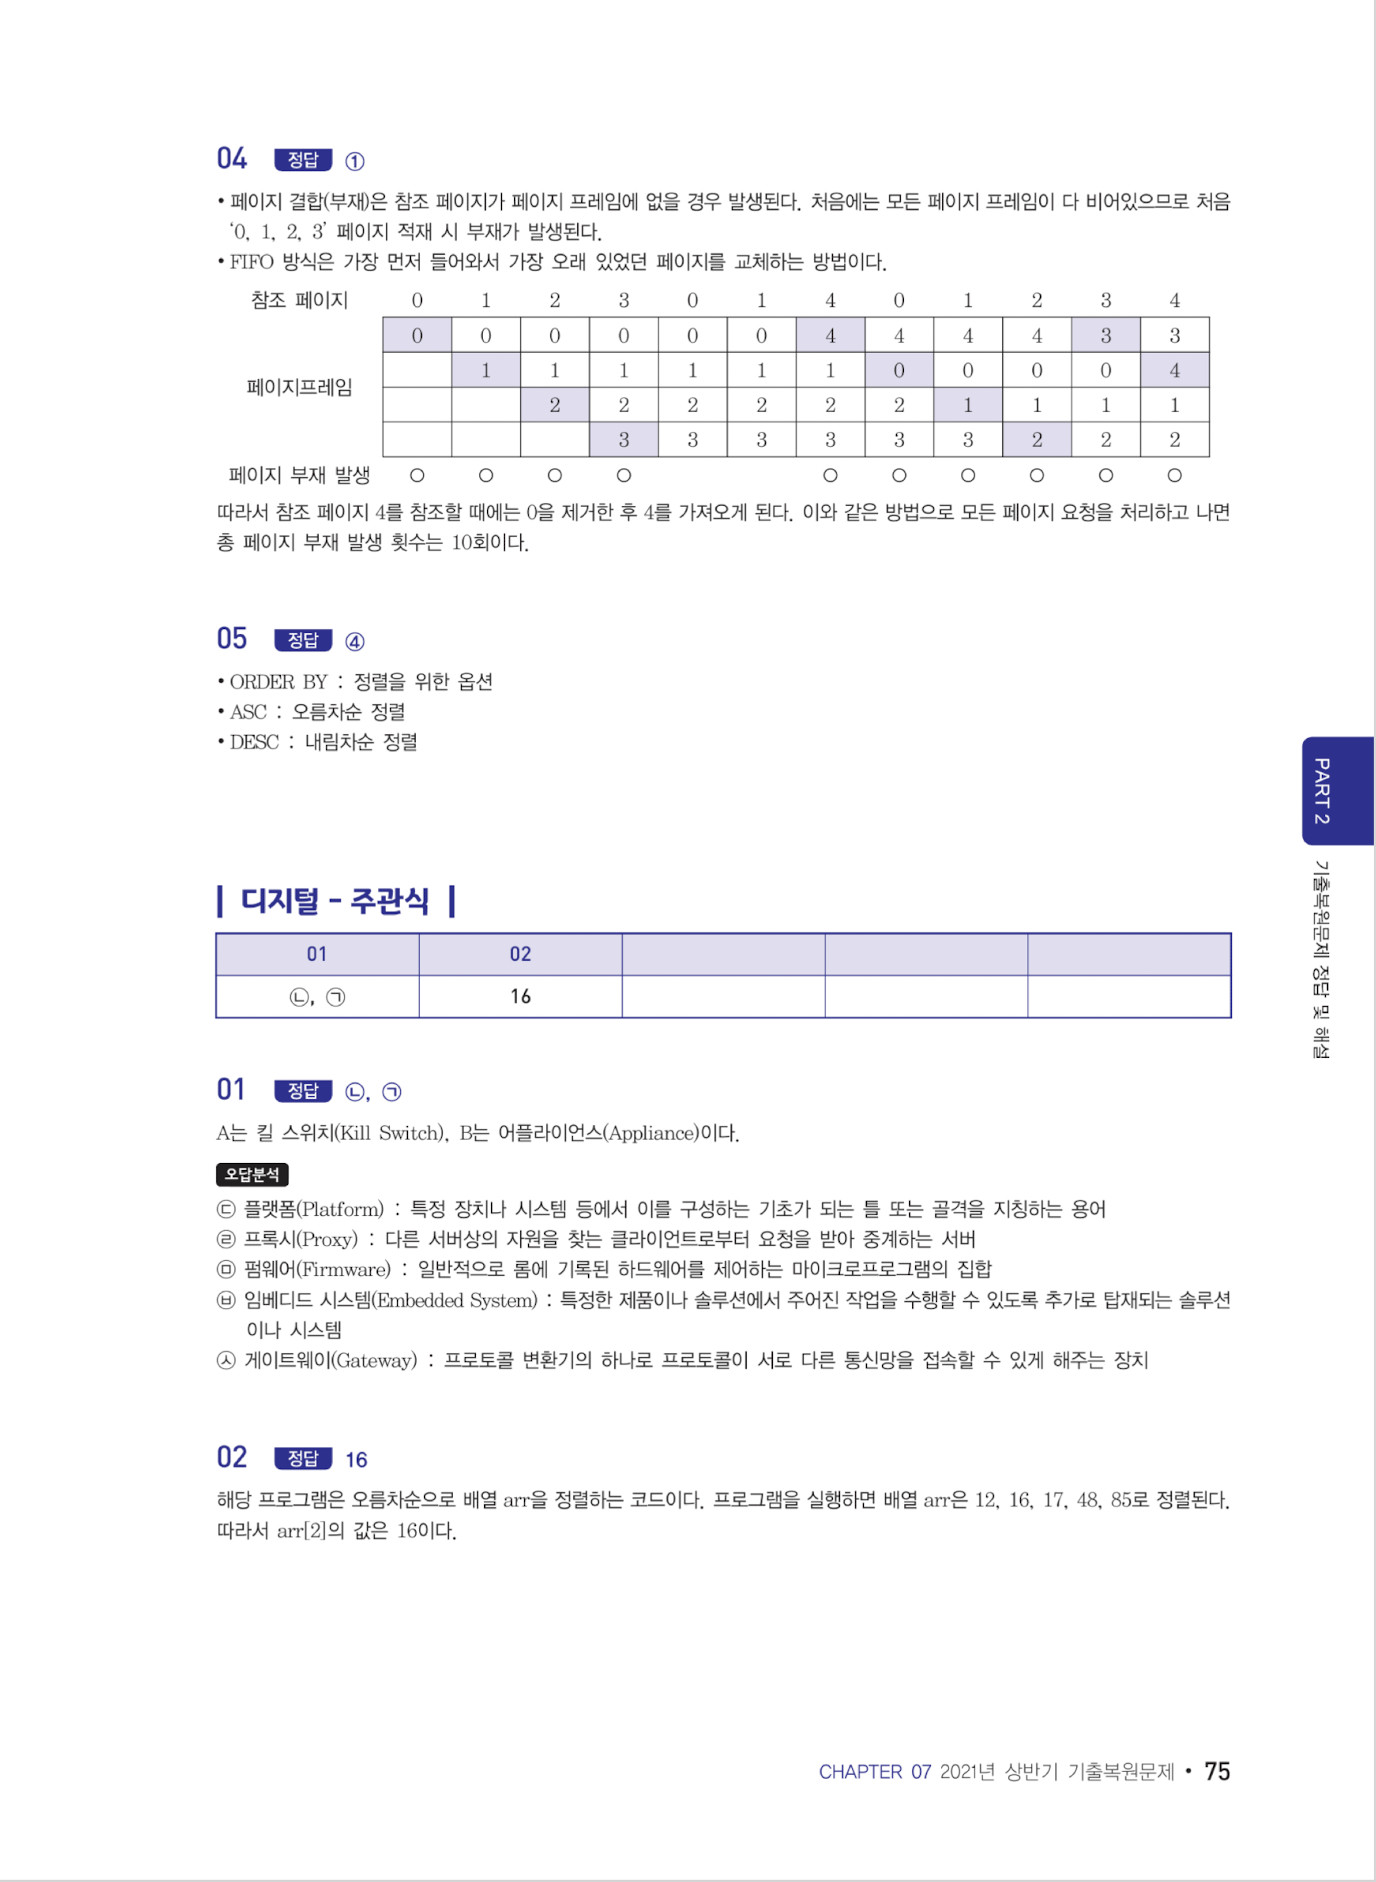 04 정답 ①
• 페이지 결합(부재)은 참조 페이지가 페이지 프레임에 없을 경우 발생된다. 처음에는 모든 페이지 프레임이 다 비어있으므로 처음
‘0, 1, 2, 3’ 페이지 적재 시 부재가 발생된다.
• FIFO 방식은 가장 먼저 들어와서 가장 오래 있었던 페이지를 교체하는 방법이다.
참조 페이지 0 1 2 3 0 1 4 0 1 2 3 4
0 0 0 0 0 0 4 4 4 4 3 3
페이지프레임
1 1 1 1 1 1 0 0 0 0 4
2 2 2 2 2 2 1 1 1 1
3 3 3 3 3 3 2 2 2
페이지 부재 발생 ○ ○ ○ ○ ○ ○ ○ ○ ○ ○
따라서 참조 페이지 4를 참조할 때에는 0을 제거한 후 4를 가져오게 된다. 이와 같은 방법으로 모든 페이지 요청을 처리하고 나면
총 페이지 부재 발생 횟수는 10회이다.
05 정답 ④
• ORDER BY : 정렬을 위한 옵션
• ASC : 오름차순 정렬
• DESC : 내림차순 정렬
PART 2
기출복원문제 정답 및 해설
디지털 - 주관식
01 02
㉡, ㉠ 16
01 정답 ㉡, ㉠
A는 킬 스위치(Kill Switch), B는 어플라이언스(Appliance)이다.
오답분석
㉢ 플랫폼(Platform) : 특정 장치나 시스템 등에서 이를 구성하는 기초가 되는 틀 또는 골격을 지칭하는 용어
㉣ 프록시(Proxy) : 다른 서버상의 자원을 찾는 클라이언트로부터 요청을 받아 중계하는 서버
㉤ 펌웨어(Firmware) : 일반적으로 롬에 기록된 하드웨어를 제어하는 마이크로프로그램의 집합
㉥ 임베디드 시스템(Embedded System) : 특정한 제품이나 솔루션에서 주어진 작업을 수행할 수 있도록 추가로 탑재되는 솔루션
이나 시스템
㉦ 게이트웨이(Gateway) : 프로토콜 변환기의 하나로 프로토콜이 서로 다른 통신망을 접속할 수 있게 해주는 장치
02 정답 16
해당 프로그램은 오름차순으로 배열 arr을 정렬하는 코드이다. 프로그램을 실행하면 배열 arr은 12, 16, 17, 48, 85로 정렬된다.
따라서 arr[2]의 값은 16이다.
CHAPTER 07 2021년 상반기 기출복원문제 • 75